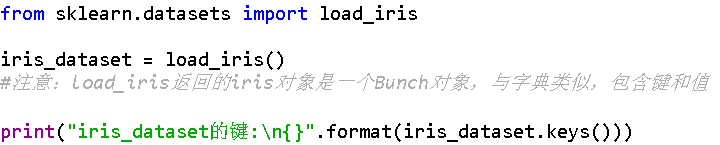 from sklearn.datasets import load_iris
iris_dataset = load_iris()
#注意：load_iris返回的iris对象是一个Bunch对象，与字典类似，包含键和值
print("iris_dataset的键:\n{}".format(iris_dataset.keys()))